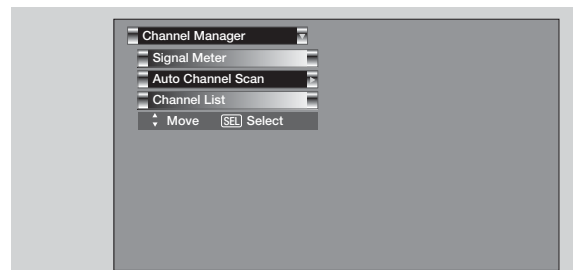 Channel Manager
Signal Meter
Auto Channel Scan
Channel List
Move SEL Select